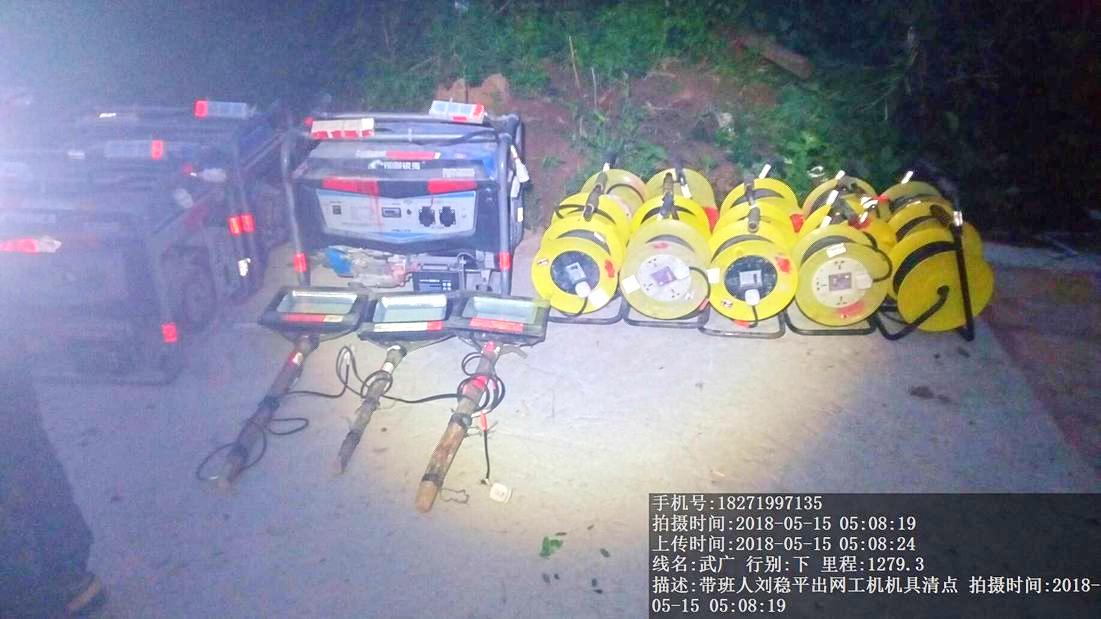 手机号:18271997135
拍摄时间:2018-05-15 05:08:19
上传时间:2018-05-15 05:08:24
线名:武广 行别:下 里程:1279.3
描述:带班人刘稳平出网工机机具清点 拍摄时间:2018-
05-15 05:08:19